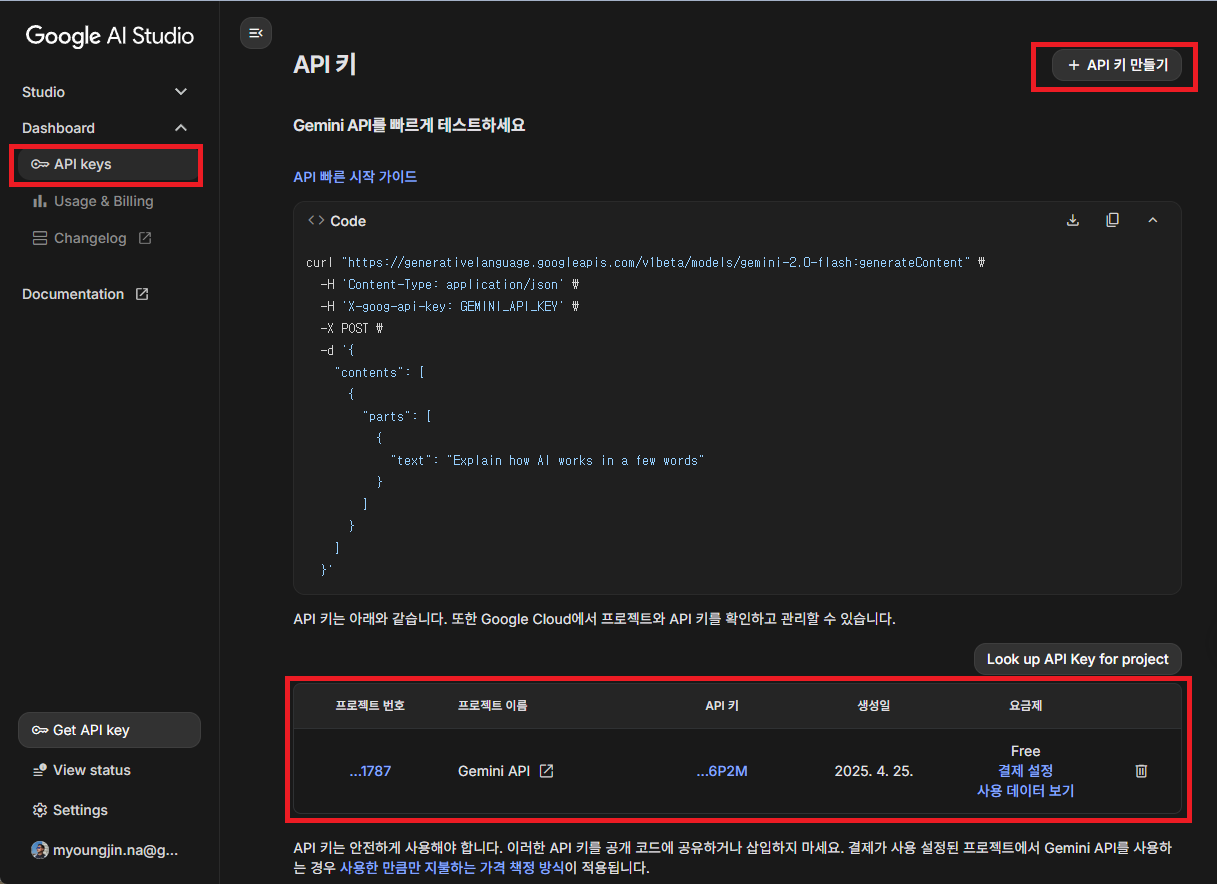 Google AI Studio
Studio
Dashboard
API keys
Usage & Billing
Changelog
Documentation
Get API key
View status
Settings
myoungjin.na@g...
API 키
API 키 만들기
Gemini API를 빠르게 테스트하세요
API 빠른 시작 가이드
Code
curl "https://generativelanguage.googleapis.com/v1beta/models/gemini-2.0-flash:generateContent" ₩
-H 'Content-Type: application/json' ₩
-H 'X-goog-api-key: GEMINI_API_KEY' ₩
-X POST ₩
-d '{
"contents": [
{
"parts": [
{
"text": "Explain how AI works in a few words"
}
]
}
]
}'
API 키는 아래와 같습니다. 또한 Google Cloud에서 프로젝트와 API 키를 확인하고 관리할 수 있습니다.
Look up API Key for project
프로젝트 번호 프로젝트 이름 API 키 생성일 요금제
...1787 Gemini API ...6P2M 2025. 4. 25. Free
결제 설정
사용 데이터 보기
API 키는 안전하게 사용해야 합니다. 이러한 API 키를 공개 코드에 공유하거나 삽입하지 마세요. 결제가 사용 설정된 프로젝트에서 Gemini API를 사용하
는 경우 사용한 만큼만 지불하는 가격 책정 방식이 적용됩니다.